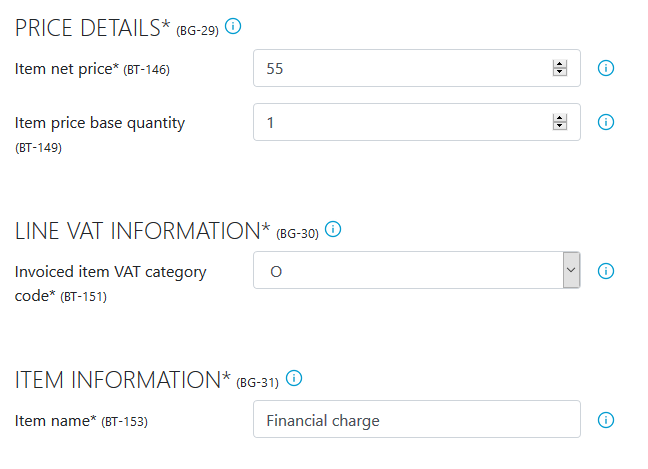 PRICE DETAILS* (BG-29)
Item net price* (BT-146) 55
Item price base quantity 1
(BT-149)
LINE VAT INFORMATION* (BG-30)
Invoiced item VAT category O
code* (BT-151)
ITEM INFORMATION* (BG-31)
Item name* (BT-153) Financial charge